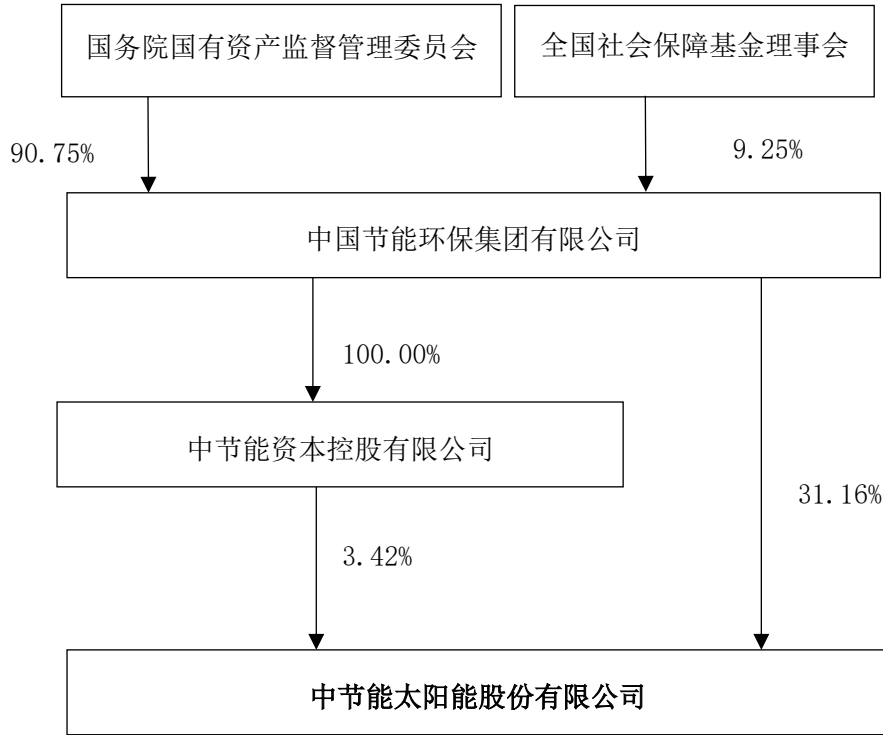 国务院国有资产监督管理委员会
全国社会保障基金理事会
90.75%
9.25%
中国节能环保集团有限公司
100.00%
中节能资本控股有限公司
31.16%
3.42%
中节能太阳能股份有限公司